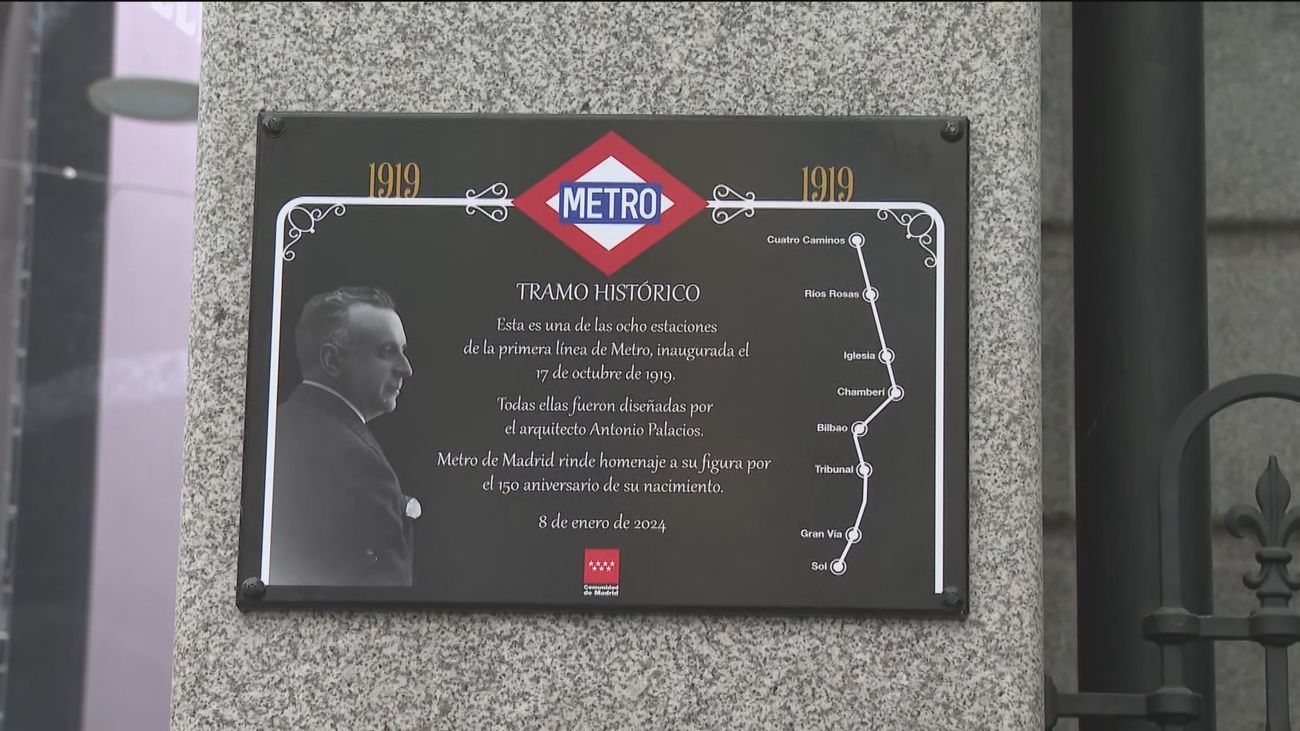 1919
METRO
1919
TRAMO HISTÓRICO
Esta es una de las ocho estaciones
de la primera línea de Metro, inaugurada el
17 de octubre de 1919.
Todas ellas fueron diseñadas por
el arquitecto Antonio Palacios.
Metro de Madrid rinde homenaje a su figura por
el 150 aniversario de su nacimiento.
8 de enero de 2024
Comunidad
de Madrid
Cuatro Caminos
Ríos Rosas
Iglesia
Chamberí
Bilbao
Tribunal
Gran Vía
Sol